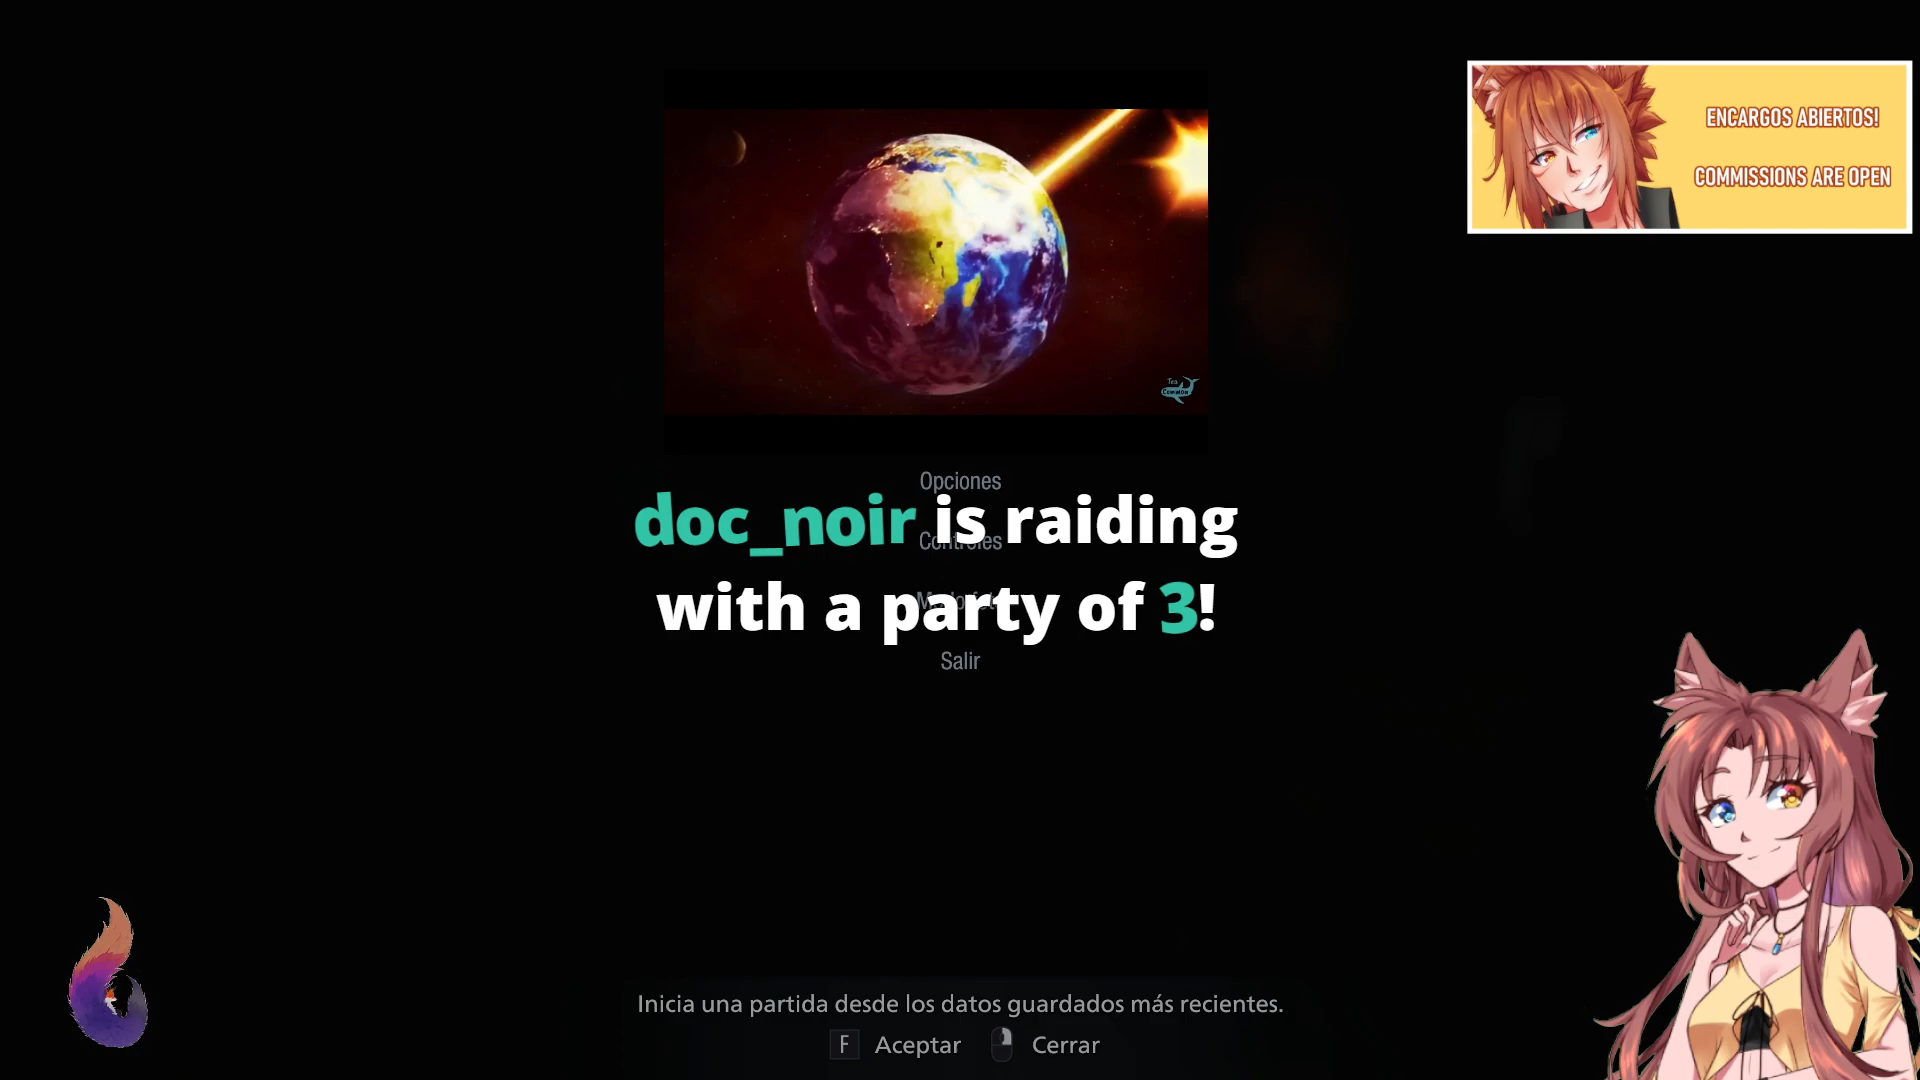 ENCARGOS ABIERTOS!
COMMISSIONS ARE OPEN
Opciones
doc_noir is raiding
Controles
with a party of 3!
Salir
Inicia una partida desde los datos guardados más recientes.
F Aceptar Cerrar